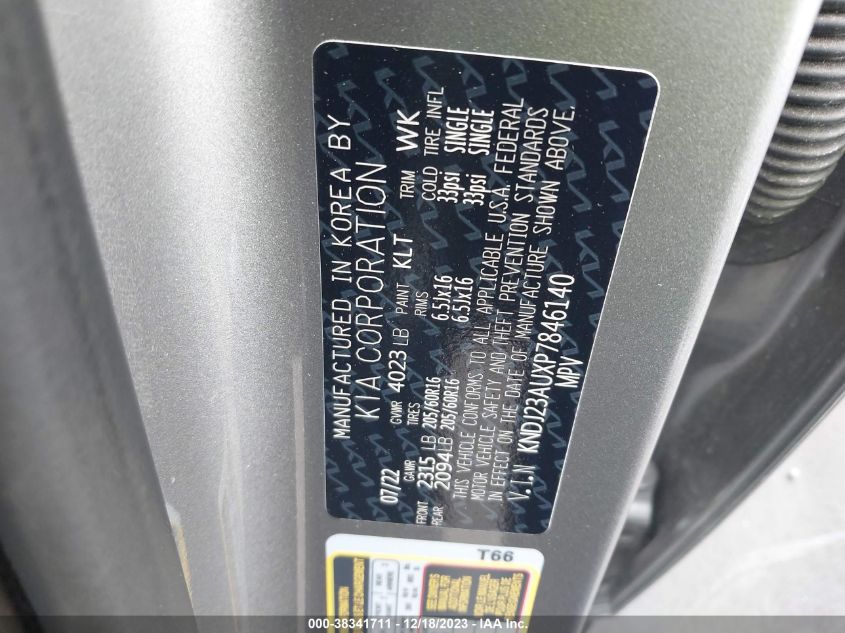 MANUFACTURED IN KOREA BY
KIA CORPORATION
07/22 GVWR 4023 LB PAINT KLT TRIM WK
GAWR TIRES RIMS COLD TIRE INFL
FRONT 2315 LB 205/60R16 6.5Jx16 33psi SINGLE
REAR 2094 LB 205/60R16 6.5Jx16 33psi SINGLE
THIS VEHICLE CONFORMS TO ALL APPLICABLE U.S.A. FEDERAL
MOTOR VEHICLE SAFETY AND THEFT PREVENTION STANDARDS
IN EFFECT ON THE DATE OF MANUFACTURE SHOWN ABOVE.
V.I.N KNDJ23AUXP7846140
MPV
T66
000-38341711 - 12/18/2023 - IAA Inc.